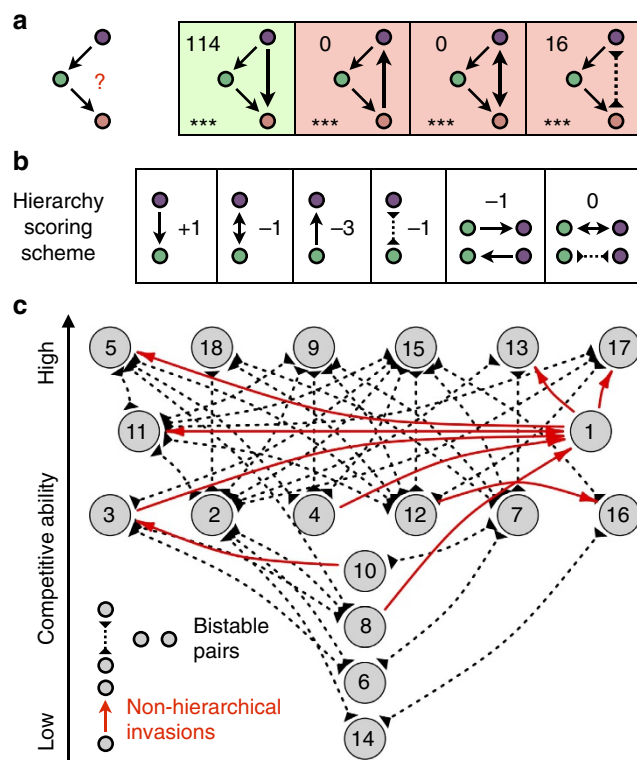 a
?
114 0 0 16
*** *** *** ***
b
Hierarchy
scoring
scheme
+1 –1 –3 –1 –1 0
c
High
Competitive ability
Low
5 18 9 15 13 17
11 1
3 2 4 12 7 16
10
8
6
14
Bistable
pairs
Non-hierarchical
invasions